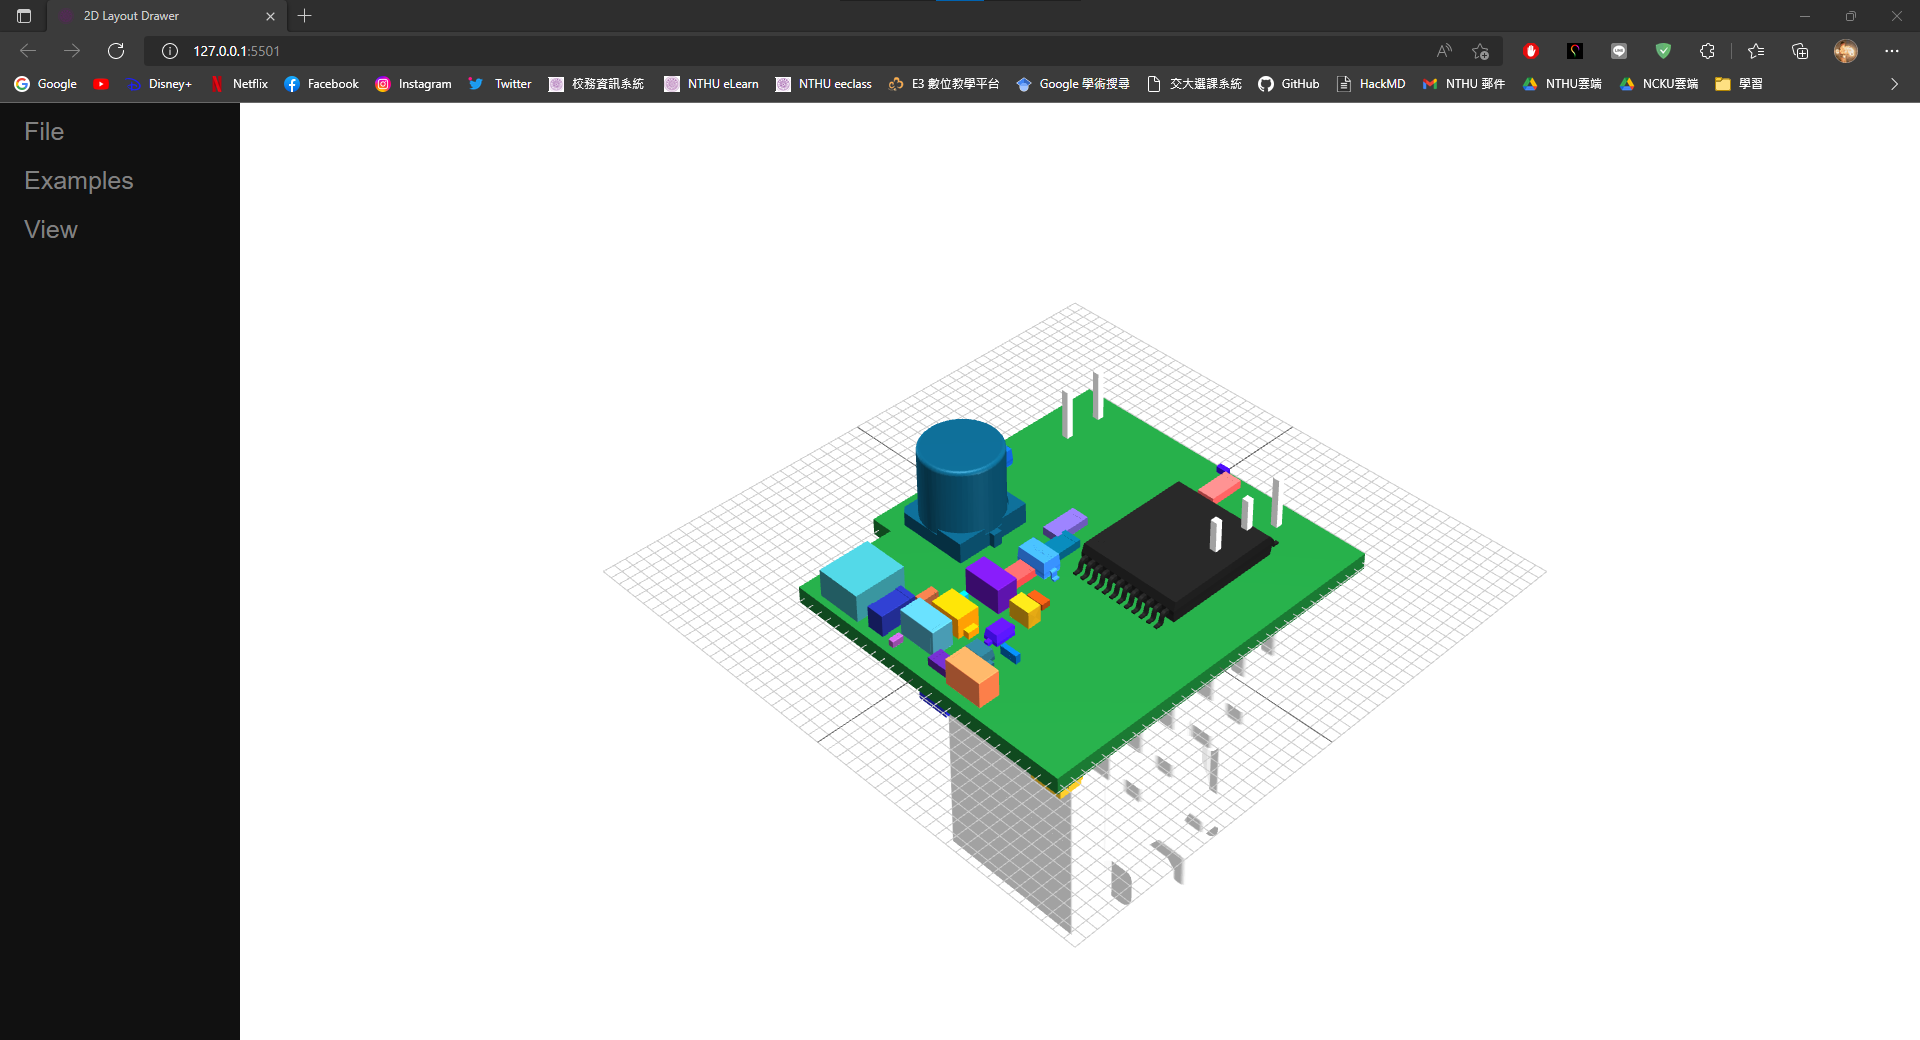 2D Layout Drawer
127.0.0.1:5501
Google Disney+ Netflix Facebook Instagram Twitter 校務資訊系統 NTHU eLearn NTHU eeclass E3 數位教學平台 Google 學術搜尋 交大選課系統 GitHub HackMD NTHU 郵件 NTHU雲端 NCKU雲端 學習
File
Examples
View